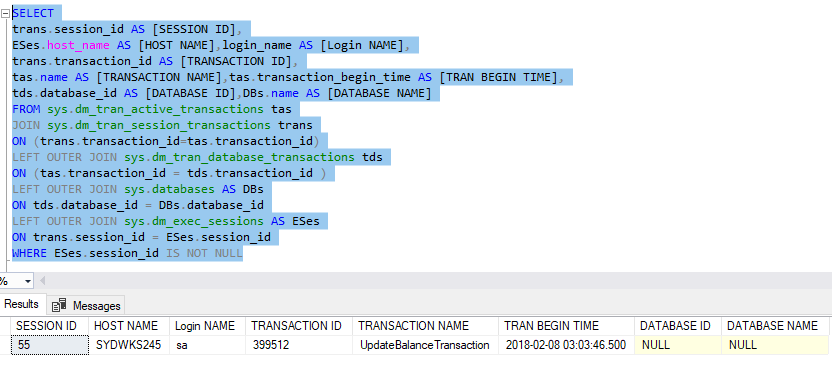 SELECT
trans.session_id AS [SESSION ID],
ESes.host_name AS [HOST NAME],login_name AS [Login NAME],
trans.transaction_id AS [TRANSACTION ID],
tas.name AS [TRANSACTION NAME],tas.transaction_begin_time AS [TRAN BEGIN TIME],
tds.database_id AS [DATABASE ID],DBs.name AS [DATABASE NAME]
FROM sys.dm_tran_active_transactions tas
JOIN sys.dm_tran_session_transactions trans
ON (trans.transaction_id=tas.transaction_id)
LEFT OUTER JOIN sys.dm_tran_database_transactions tds
ON (tas.transaction_id = tds.transaction_id )
LEFT OUTER JOIN sys.databases AS DBs
ON tds.database_id = DBs.database_id
LEFT OUTER JOIN sys.dm_exec_sessions AS ESes
ON trans.session_id = ESes.session_id
WHERE ESes.session_id IS NOT NULL
%
Results Messages
SESSION ID HOST NAME Login NAME TRANSACTION ID TRANSACTION NAME TRAN BEGIN TIME DATABASE ID DATABASE NAME
55 SYDWKS245 sa 399512 UpdateBalanceTransaction 2018-02-08 03:03:46.500 NULL NULL